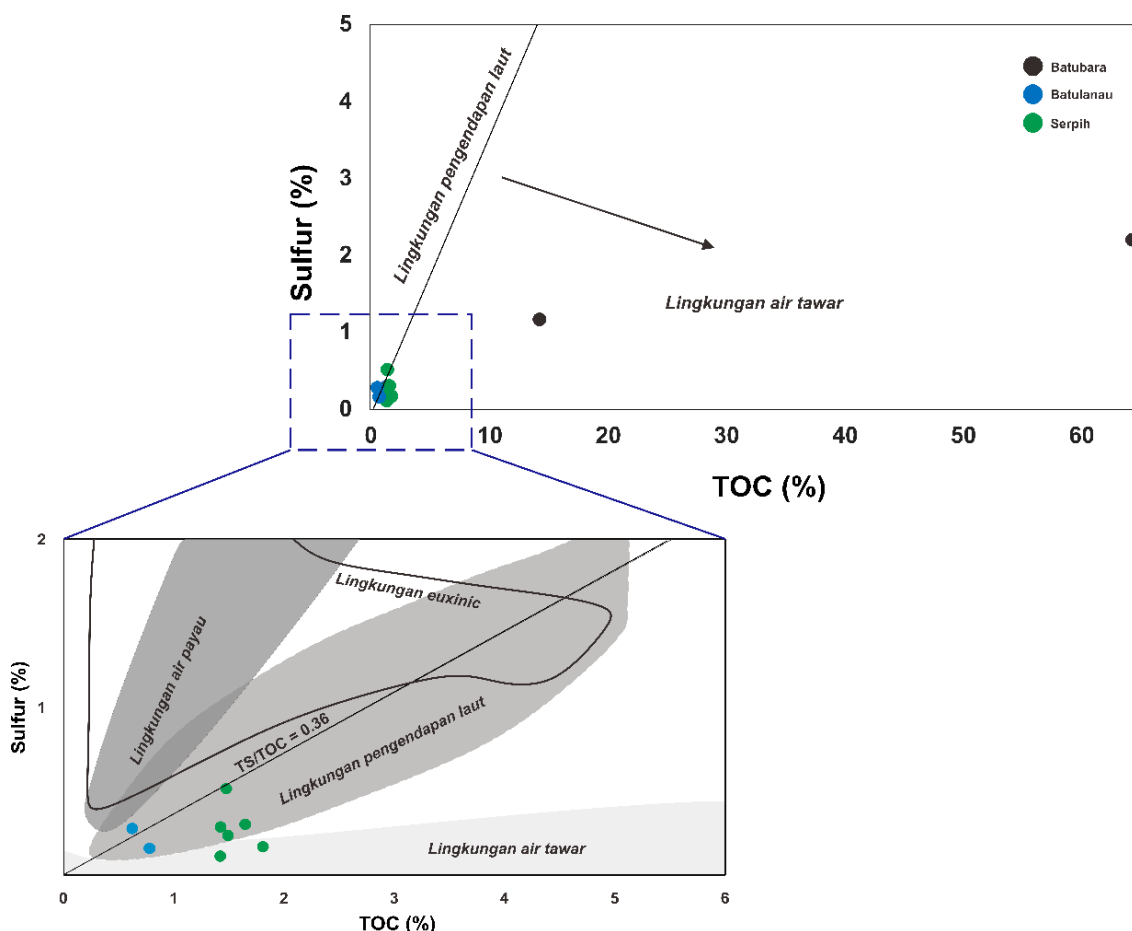 5
4
3
2
1
0
Sulfur (%)
Lingkungan pengendapan laut
Batubara
Batulanau
Serpih
Lingkungan air tawar
0 10 20 30 40 50 60
TOC (%)
2
1
Sulfur (%)
Lingkungan air payau
Lingkungan euxinic
TS/TOC = 0.36
Lingkungan pengendapan laut
Lingkungan air tawar
0 1 2 3 4 5 6
TOC (%)